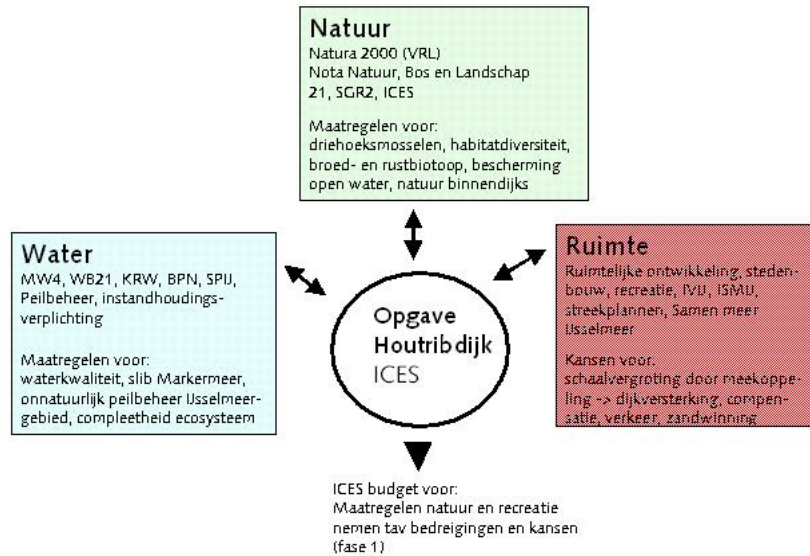 Natuur
Natura 2000 (VRL)
Nota Natuur, Bos en Landschap
21, SGR2, ICES
Maatregelen voor:
driehoeksmosselen, habitatdiversiteit,
broed- en rustbiotoop, bescherming
open water, natuur binnendijks
Water
MW4, WB21, KRW, BPN, SPIJ,
Peilbeheer, instandhoudings-
verplichting
Maatregelen voor:
waterkwaliteit, slib Markermeer,
onnatuurlijk peilbeheer IJsselmeer-
gebied, compleetheid ecosysteem
Opgave
Houtribdijk
ICES
Ruimte
Ruimtelijke ontwikkeling, steden-
bouw, recreatie, IVIJ, ISMIJ,
streekplannen, Samen meer
IJsselmeer
Kansen voor:
schaalvergroting door meekoppe-
ling -> dijkversterking, compen-
satie, verkeer, zandwinning
ICES budget voor:
Maatregelen natuur en recreatie
nemen tav bedreigingen en kansen
(fase 1)